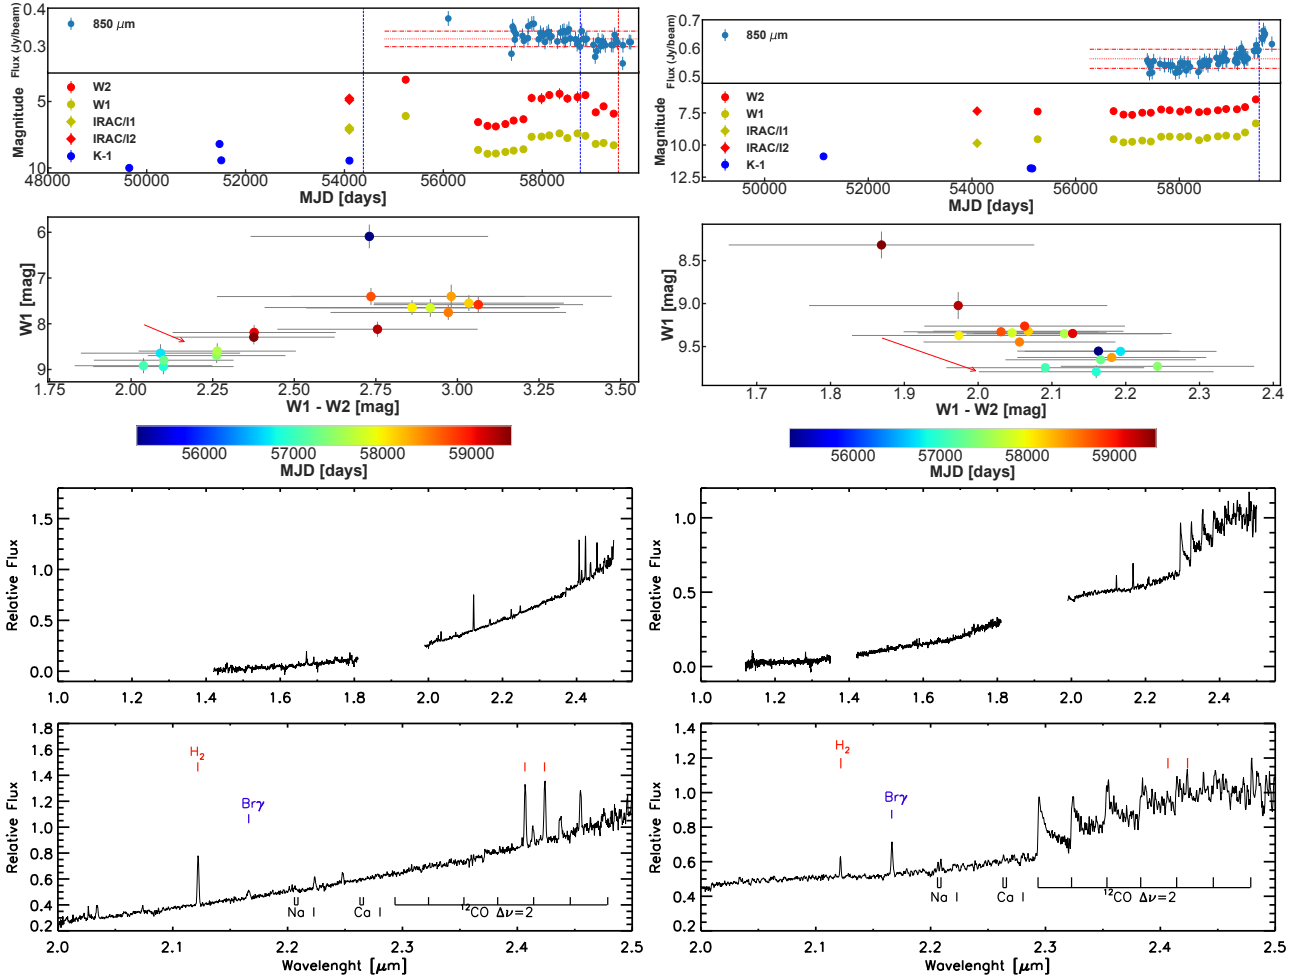 0.4
0.3
Flux (Jy/beam)
850 μm
5
10
Magnitude
W2
W1
IRAC/I1
IRAC/I2
K-1
48000 50000 52000 54000 56000 58000
MJD [days]
0.7
0.6
0.5
Flux (Jy/beam)
850 μm
7.5
10.0
12.5
Magnitude
W2
W1
IRAC/I1
IRAC/I2
K-1
50000 52000 54000 56000 58000
MJD [days]
6
7
8
9
W1 [mag]
1.75 2.00 2.25 2.50 2.75 3.00 3.25 3.50
W1 - W2 [mag]
8.5
9.0
9.5
W1 [mag]
1.7 1.8 1.9 2.0 2.1 2.2 2.3 2.4
W1 - W2 [mag]
56000 57000 58000 59000
MJD [days]
56000 57000 58000 59000
MJD [days]
1.5
1.0
0.5
0.0
Relative Flux
1.0 1.2 1.4 1.6 1.8 2.0 2.2 2.4
1.0
0.5
0.0
Relative Flux
1.0 1.2 1.4 1.6 1.8 2.0 2.2 2.4
1.8
1.6
1.4
1.2
1.0
0.8
0.6
0.4
0.2
Relative Flux
H2
Brγ
Na I
Ca I
12CO Δν=2
2.0 2.1 2.2 2.3 2.4 2.5
Wavelenght [μm]
1.4
1.2
1.0
0.8
0.6
0.4
0.2
Relative Flux
H2
Brγ
Na I
Ca I
12CO Δν=2
2.0 2.1 2.2 2.3 2.4 2.5
Wavelenght [μm]